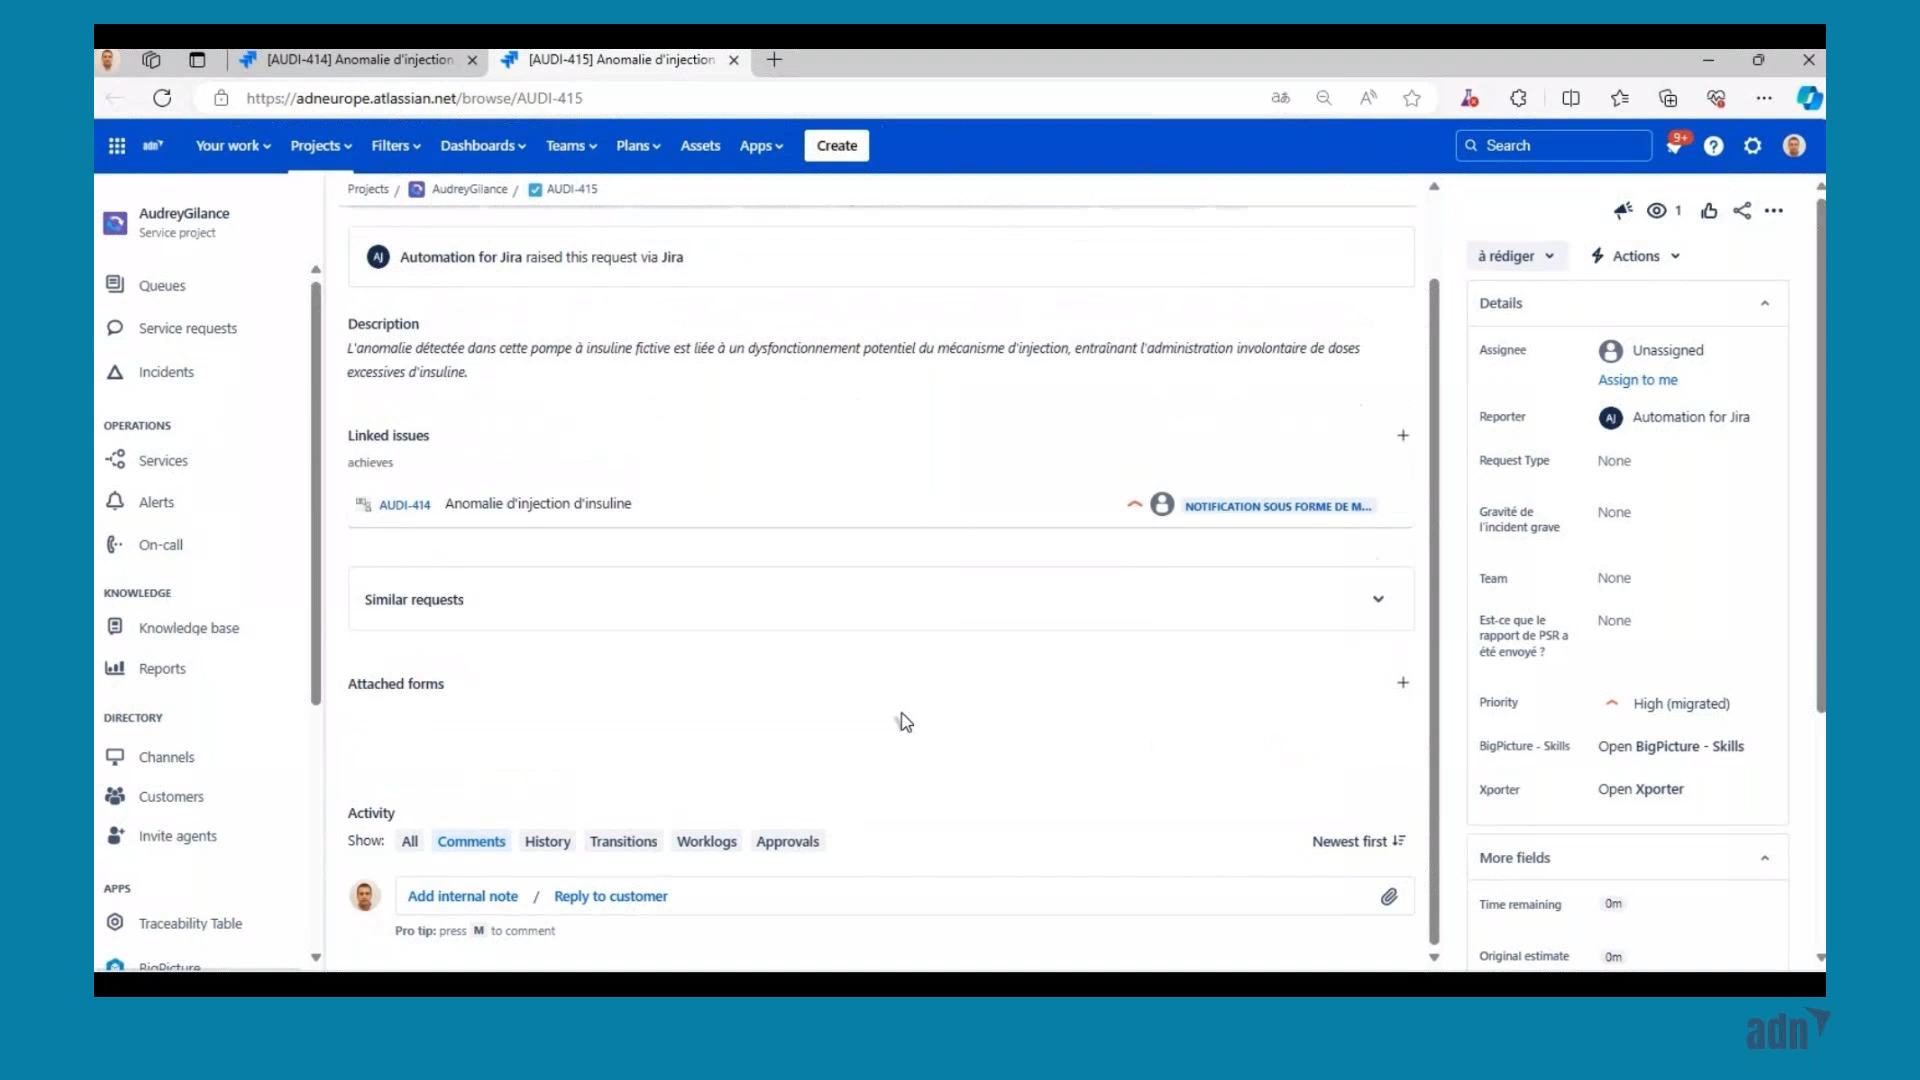 [AUDI-414] Anomalie d'injection
[AUDI-415] Anomalie d'injection
https://adneurope.atlassian.net/browse/AUDI-415
adn
Your work
Projects
Filters
Dashboards
Teams
Plans
Assets
Apps
Create
Search
9+
AudreyGilance
Service project
Queues
Service requests
Incidents
OPERATIONS
Services
Alerts
On-call
KNOWLEDGE
Knowledge base
Reports
DIRECTORY
Channels
Customers
Invite agents
APPS
Traceability Table
BigPicture
Projects / AudreyGilance / AUDI-415
AJ Automation for Jira raised this request via Jira
Description
L'anomalie détectée dans cette pompe à insuline fictive est liée à un dysfonctionnement potentiel du mécanisme d'injection, entraînant l'administration involontaire de doses
excessives d'insuline.
Linked issues
achieves
AUDI-414 Anomalie d'injection d'insuline NOTIFICATION SOUS FORME DE M...
Similar requests
Attached forms
Activity
Show: All Comments History Transitions Worklogs Approvals Newest first
Add internal note / Reply to customer
Pro tip: press M to comment
1
à rédiger
Actions
Details
Assignee Unassigned
Assign to me
Reporter AJ Automation for Jira
Request Type None
Gravité de
l'incident grave
None
Team None
Est-ce que le
rapport de PSR a
été envoyé ?
None
Priority High (migrated)
BigPicture - Skills Open BigPicture - Skills
Xporter Open Xporter
More fields
Time remaining 0m
Original estimate 0m
adn